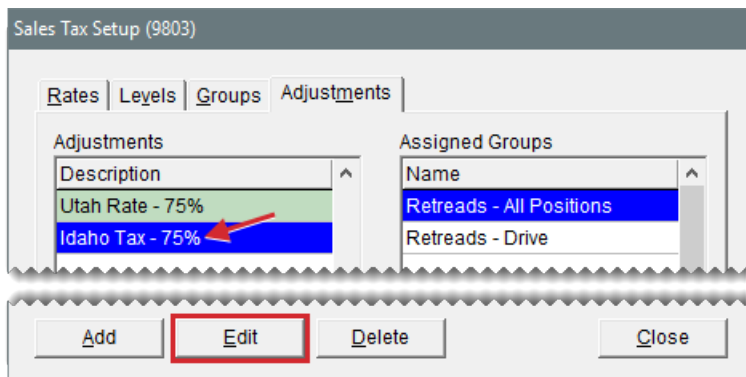 Sales Tax Setup (9803)
Rates Levels Groups Adjustments
Adjustments Assigned Groups
Description Name
Utah Rate - 75% Retreads - All Positions
Idaho Tax - 75% Retreads - Drive
Add Edit Delete Close